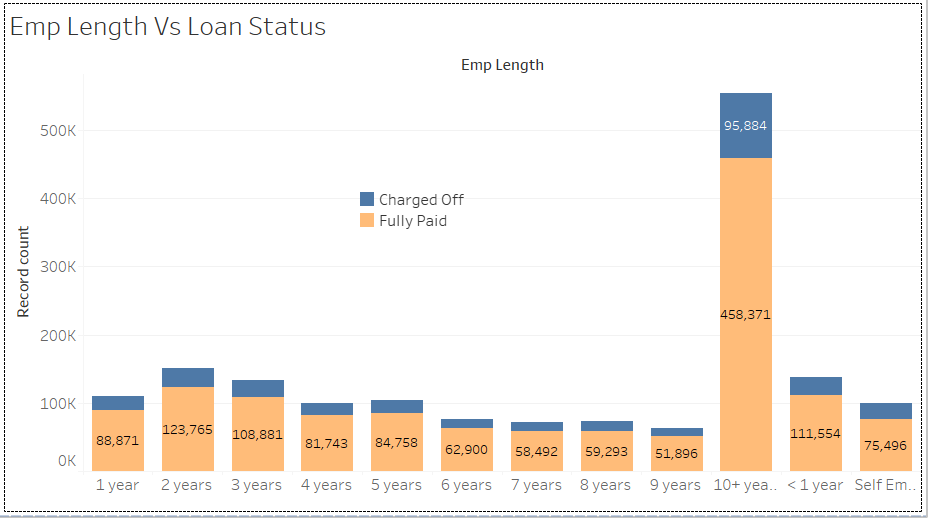 Emp Length Vs Loan Status
Emp Length
500K
400K
300K
200K
100K
0K
Record count
Charged Off
Fully Paid
95,884
458,371
88,871
123,765
108,881
81,743
84,758
62,900
58,492
59,293
51,896
111,554
75,496
1 year 2 years 3 years 4 years 5 years 6 years 7 years 8 years 9 years 10+ yea.. < 1 year Self Em..